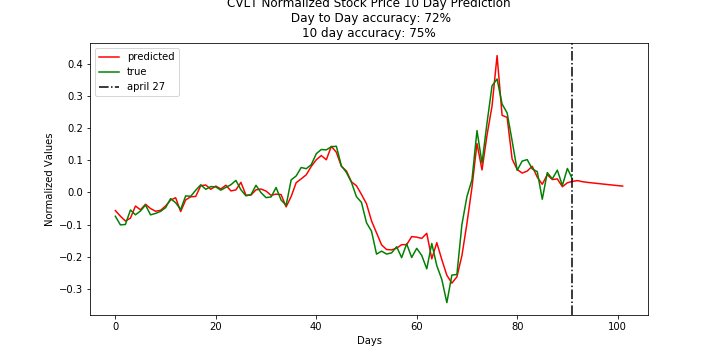 CVLT Normalized Stock Price 10 Day Prediction
Day to Day accuracy: 72%
10 day accuracy: 75%
predicted
true
april 27
Normalized Values
0.4
0.3
0.2
0.1
0.0
−0.1
−0.2
−0.3
0 20 40 60 80 100
Days